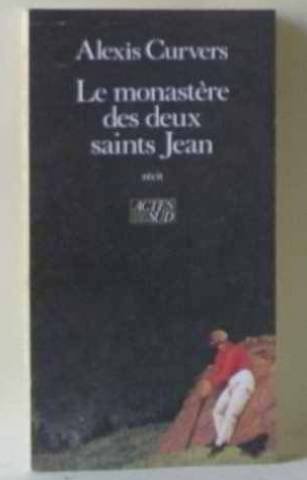 Alexis Curvers
Le monastère
des deux
saints Jean
récit
ACTES
SUD